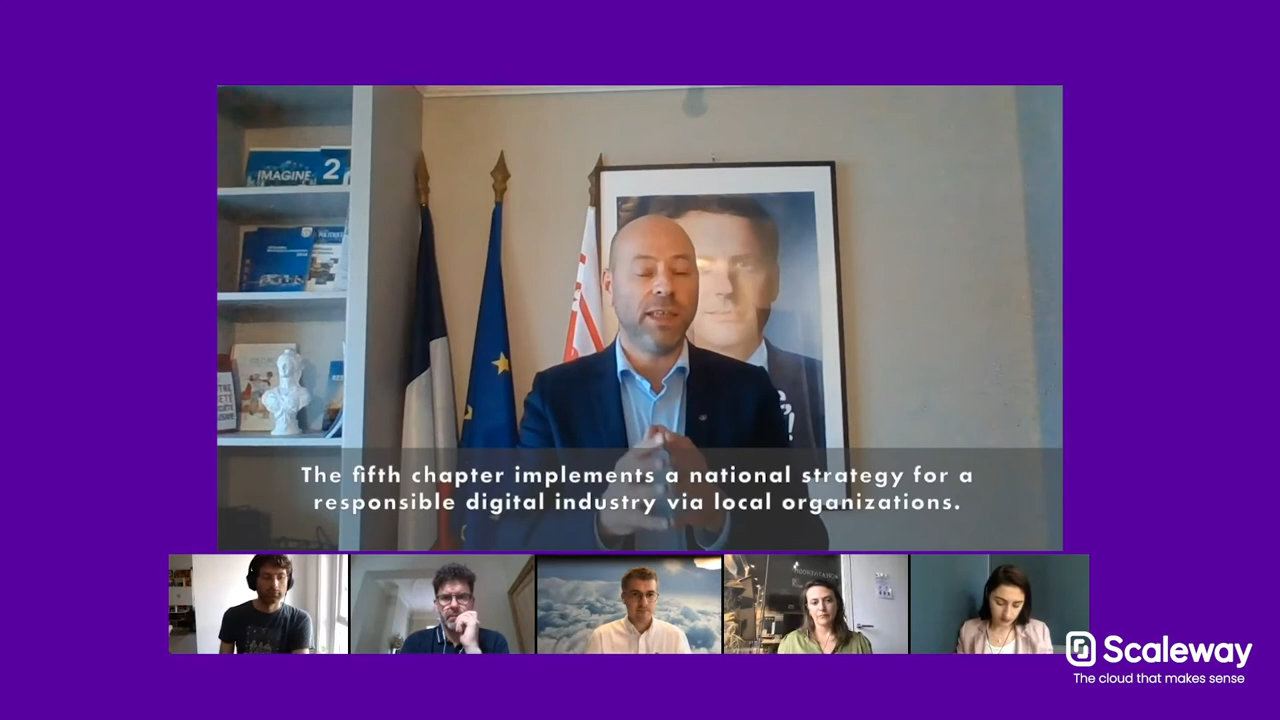 IMAGINE 2
The fifth chapter implements a national strategy for a
responsible digital industry via local organizations.
Scaleway
The cloud that makes sense